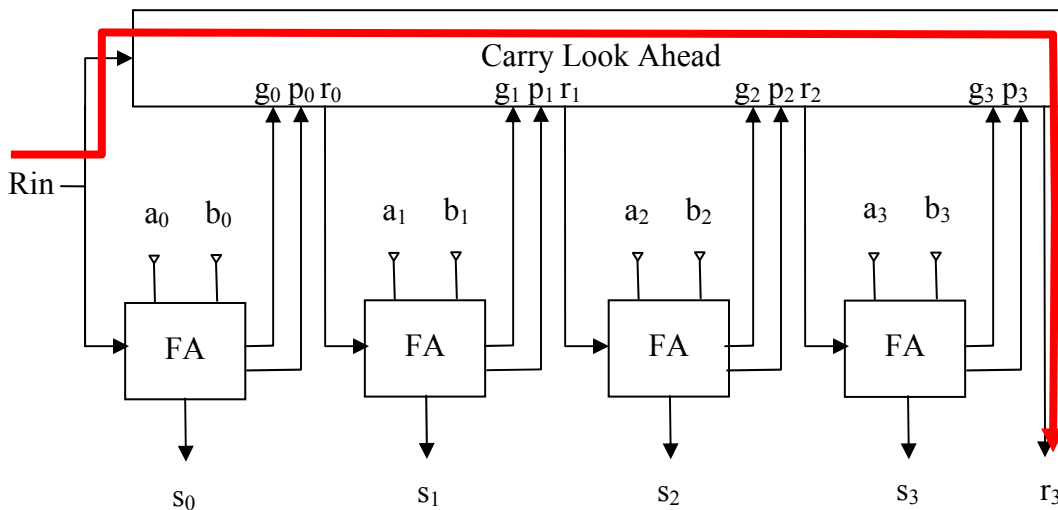 Carry Look Ahead
g₀ p₀ r₀ g₁ p₁ r₁ g₂ p₂ r₂ g₃ p₃
Rin
a₀ b₀ a₁ b₁ a₂ b₂ a₃ b₃
FA FA FA FA
s₀ s₁ s₂ s₃ r₃